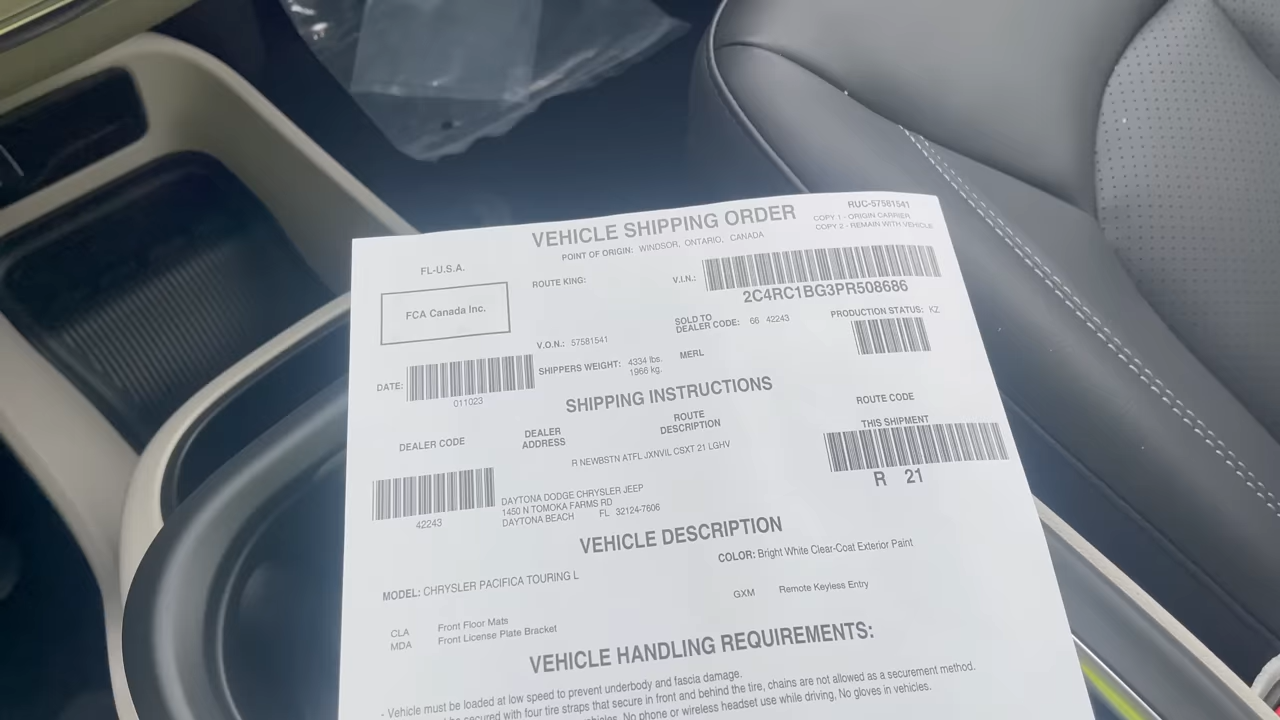 RUC-57581541
VEHICLE SHIPPING ORDER
COPY 1 - ORIGIN CARRIER
COPY 2 - REMAIN WITH VEHICLE
POINT OF ORIGIN: WINDSOR, ONTARIO, CANADA
FL-U.S.A.
ROUTE KING:
V.I.N.:
2C4RC1BG3PR508686
FCA Canada Inc.
SOLD TO
DEALER CODE: 66 42243
PRODUCTION STATUS: KZ
V.O.N.: 57581541
SHIPPERS WEIGHT: 4334 lbs.
1966 kg.
MERL
DATE:
011023
SHIPPING INSTRUCTIONS
DEALER CODE
DEALER
ADDRESS
ROUTE
DESCRIPTION
ROUTE CODE
THIS SHIPMENT
R NEWBSTN ATFL JXNVIL CSXT 21 LGHV
R 21
42243
DAYTONA DODGE CHRYSLER JEEP
1450 N TOMOKA FARMS RD
DAYTONA BEACH FL 32124-7606
VEHICLE DESCRIPTION
COLOR: Bright White Clear-Coat Exterior Paint
MODEL: CHRYSLER PACIFICA TOURING L
GXM Remote Keyless Entry
CLA Front Floor Mats
MDA Front License Plate Bracket
VEHICLE HANDLING REQUIREMENTS:
- Vehicle must be loaded at low speed to prevent underbody and fascia damage.
be secured with four tire straps that secure in front and behind the tire, chains are not allowed as a securement method.
No phone or wireless headset use while driving, No gloves in vehicles.